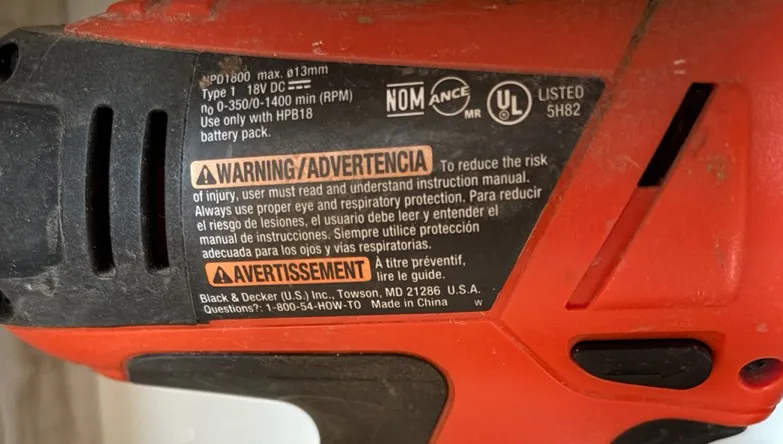 HPD1800 max. ø13mm
Type 1 18V DC
n0 0-350/0-1400 min (RPM)
Use only with HPB18
battery pack.
NOM ANCE MR UL LISTED
5H82
WARNING/ADVERTENCIA To reduce the risk
of injury, user must read and understand instruction manual.
Always use proper eye and respiratory protection. Para reducir
el riesgo de lesiones, el usuario debe leer y entender el
manual de instrucciones. Siempre utilice protección
adecuada para los ojos y vias respiratorias.
AVERTISSEMENT À titre préventif,
lire le guide.
Black & Decker (U.S.) Inc., Towson, MD 21286 U.S.A.
Questions?: 1-800-54-HOW-TO Made in China W